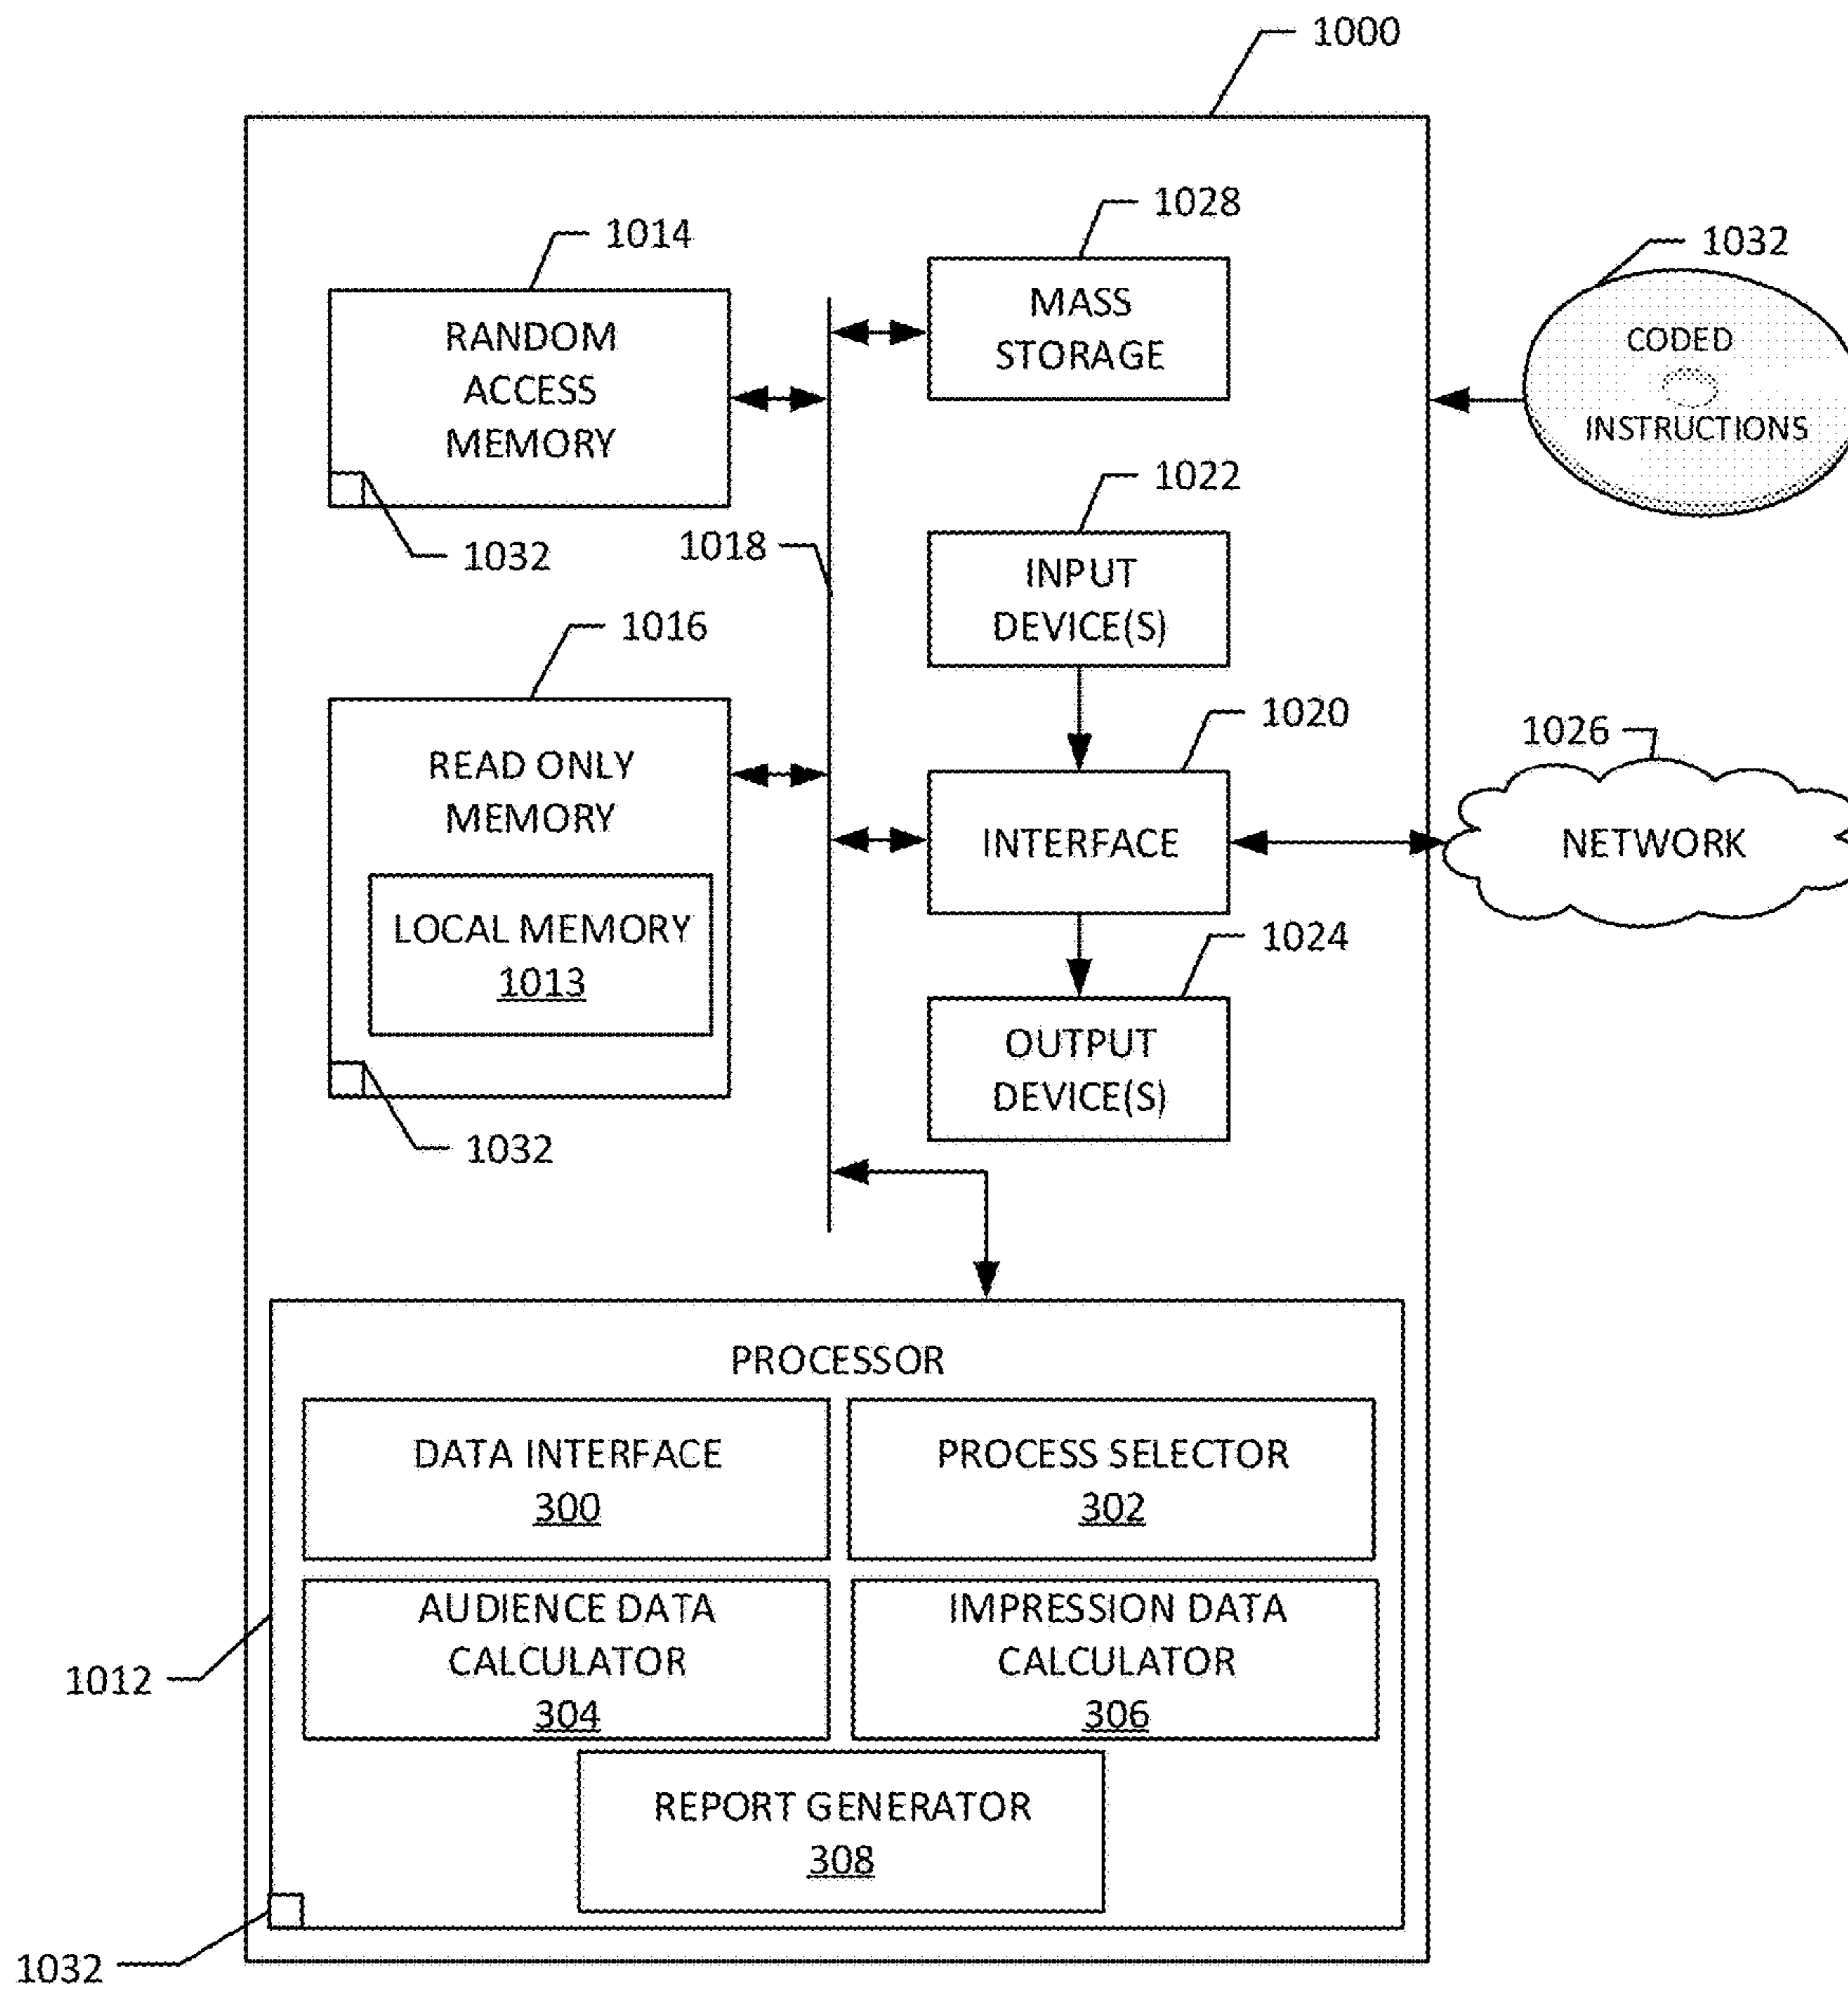 1000
1028
1014
1032
MASS
STORAGE
RANDOM
ACCESS
MEMORY
CODED
INSTRUCTIONS
1022
1032
1018
INPUT
DEVICE(S)
1016
1020
1026
READ ONLY
MEMORY
INTERFACE
NETWORK
LOCAL MEMORY
1013
1024
OUTPUT
DEVICE(S)
1032
PROCESSOR
DATA INTERFACE
300
PROCESS SELECTOR
302
AUDIENCE DATA
CALCULATOR
304
IMPRESSION DATA
CALCULATOR
306
1012
REPORT GENERATOR
308
1032